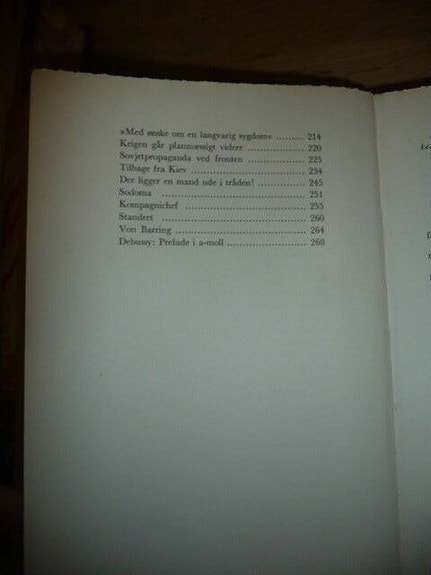 »Med ønske om en langvarig sygdom« .......... 214
Krigen går planmæssigt videre .......... 220
Sovjetpropaganda ved fronten .......... 225
Tilbage fra Kiev .......... 234
Der ligger en mand ude i tråden! .......... 245
Sodoma .......... 251
Kompagnichef .......... 255
Standret .......... 260
Von Barring .......... 264
Debussy: Prelude i a-moll .......... 268